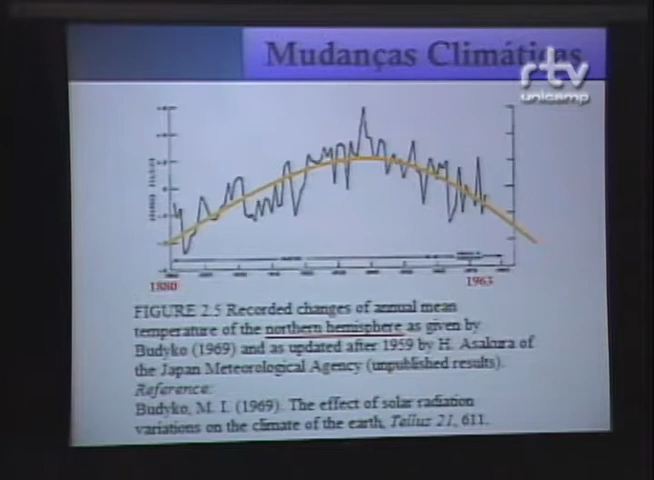 Mudanças Climáticas
rtv
unicamp
1880
1963
FIGURE 2.5 Recorded changes of annual mean
temperature of the northern hemisphere as given by
Budyko (1969) and as updated after 1959 by H. Asakura of
the Japan Meteorological Agency (unpublished results).
Reference:
Budyko, M. I. (1969). The effect of solar radiation
variations on the climate of the earth, Tellus 21, 611.